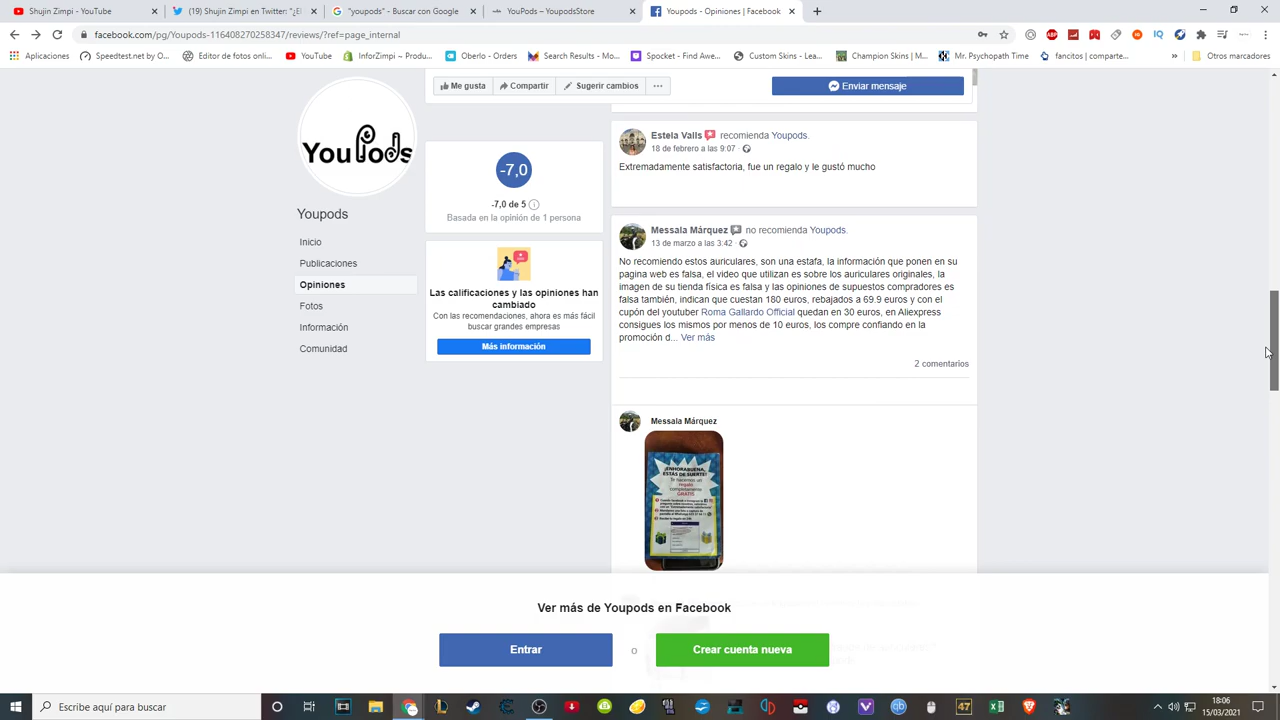 Shujin Zimpi - YouTube
(19) Shujin Zimpi en Twitter: "¿El
"youpods" - Buscar con Google
YouPods – YoupodsStore
Youpods - Opiniones | Facebook
facebook.com/pg/Youpods-116408270258347/reviews/?ref=page_internal
Aplicaciones
Speedtest.net by O...
Editor de fotos onli...
YouTube
InforZimpi ~ Produc...
Oberlo - Orders
Search Results - Mo...
Spocket - Find Awe...
Custom Skins - Lea...
Champion Skins | M...
Mr. Psychopath Time
fancitos | comparte...
Otros marcadores
Me gusta
Compartir
Sugerir cambios
Enviar mensaje
YouPods
Youpods
Inicio
Publicaciones
Opiniones
Fotos
Información
Comunidad
-7,0
-7,0 de 5
Basada en la opinión de 1 persona
Las calificaciones y las opiniones han
cambiado
Con las recomendaciones, ahora es más fácil
buscar grandes empresas
Más información
Estela Valls recomienda Youpods.
18 de febrero a las 9:07 ·
Extremadamente satisfactoria, fue un regalo y le gustó mucho
Messala Márquez no recomienda Youpods.
13 de marzo a las 3:42 ·
No recomiendo estos auriculares, son una estafa, la información que ponen en su
pagina web es falsa, el video que utilizan es sobre los auriculares originales, la
imagen de su tienda física es falsa y las opiniones de supuestos compradores es
falsa también, indican que cuestan 180 euros, rebajados a 69.9 euros y con el
cupón del youtuber Roma Gallardo Official quedan en 30 euros, en Aliexpress
consigues los mismos por menos de 10 euros, los compre confiando en la
promoción d... Ver más
2 comentarios
Messala Márquez
¡ENHORABUENA,
ESTÁS DE SUERTE!
Te hacemos un
regalo
completamente
GRATIS
Ver más de Youpods en Facebook
Entrar
o
Crear cuenta nueva
Escribe aquí para buscar
18:06
15/03/2021